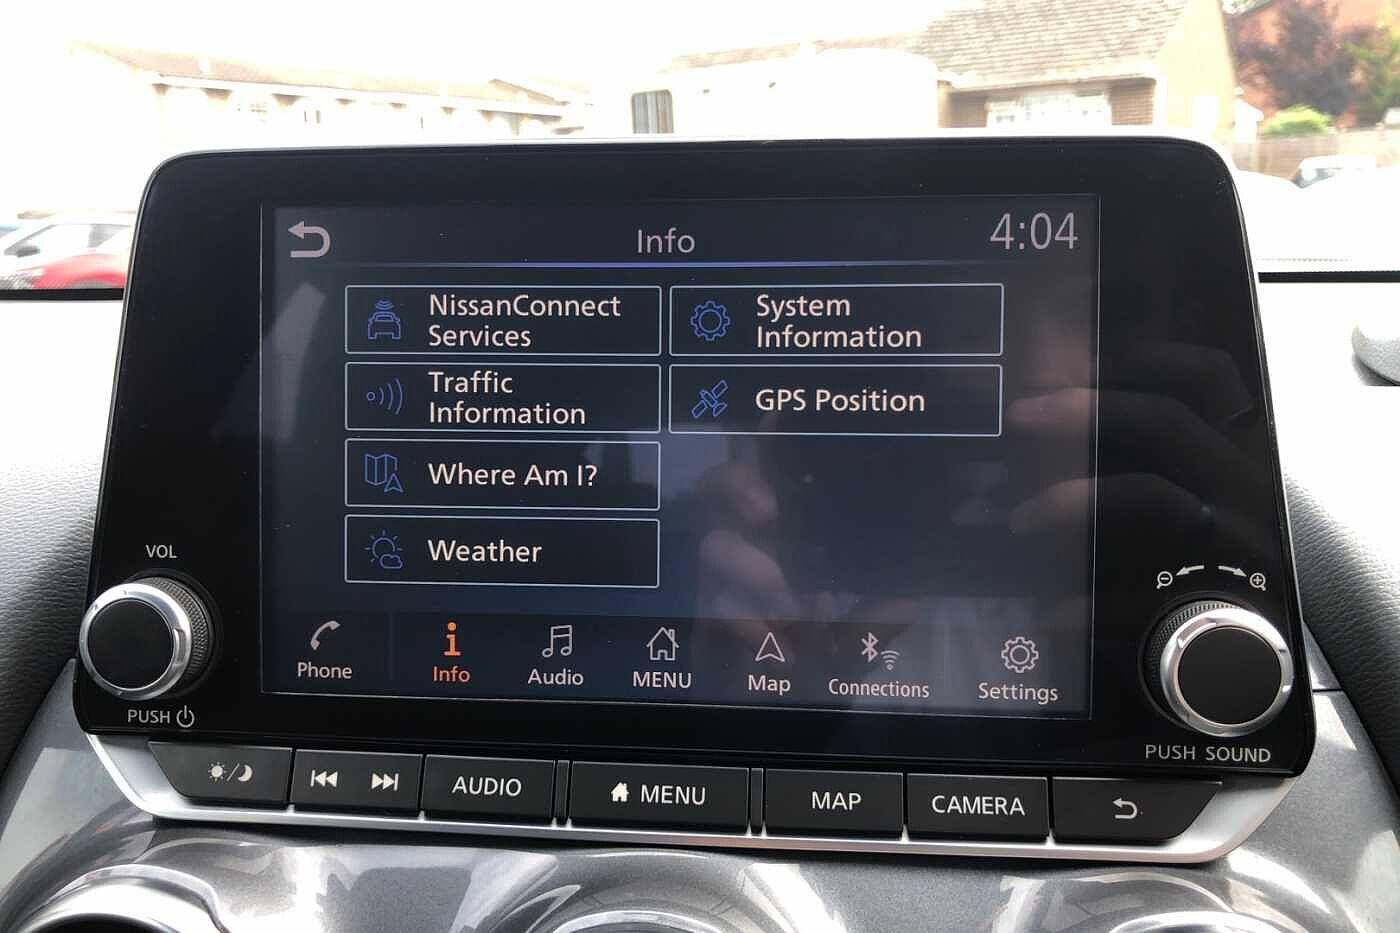 Info
4:04
NissanConnect
Services
System
Information
Traffic
Information
GPS Position
Where Am I?
Weather
VOL
PUSH
Phone
Info
Audio
MENU
Map
Connections
Settings
PUSH SOUND
AUDIO
MENU
MAP
CAMERA